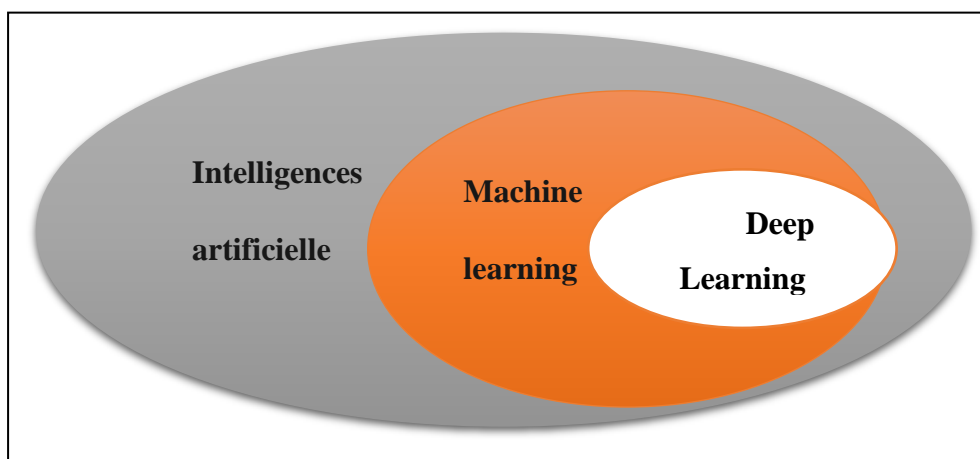 Intelligences
artificielle
Machine
learning
Deep
Learning